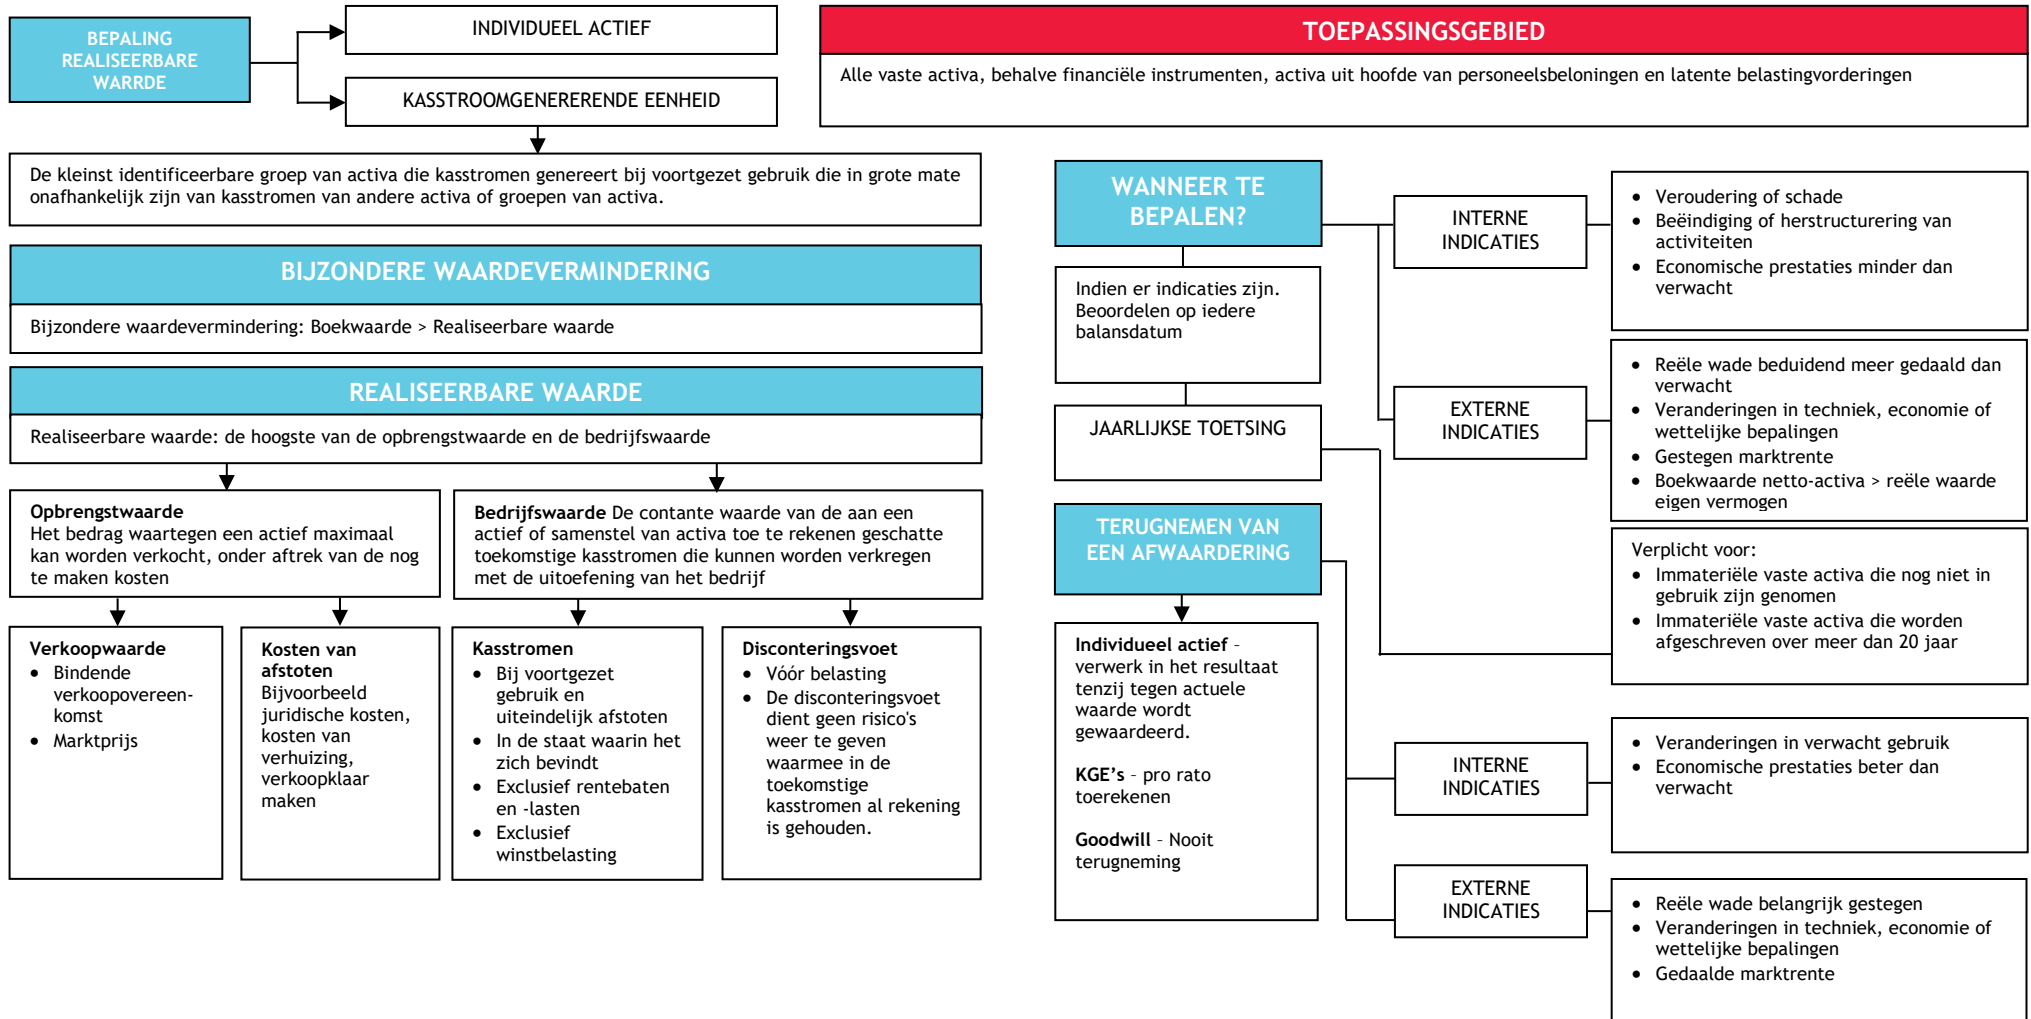 BEPALING
REALISEERBARE
WARRDE
INDIVIDUEEL ACTIEF
KASSTROOMGENERERENDE EENHEID
De kleinst identificeerbare groep van activa die kasstromen genereert bij voortgezet gebruik die in grote mate
onafhankelijk zijn van kasstromen van andere activa of groepen van activa.
BIJZONDERE WAARDEVERMINDERING
Bijzondere waardevermindering: Boekwaarde > Realiseerbare waarde
REALISEERBARE WAARDE
Realiseerbare waarde: de hoogste van de opbrengstwaarde en de bedrijfswaarde
Opbrengstwaarde
Het bedrag waartegen een actief maximaal
kan worden verkocht, onder aftrek van de nog
te maken kosten
Bedrijfswaarde De contante waarde van de aan een
actief of samenstel van activa toe te rekenen geschatte
toekomstige kasstromen die kunnen worden verkregen
met de uitoefening van het bedrijf
Verkoopwaarde
• Bindende
verkoopovereen-
komst
• Marktprijs
Kosten van
afstoten
Bijvoorbeeld
juridische kosten,
kosten van
verhuizing,
verkoopklaar
maken
Kasstromen
• Bij voortgezet
gebruik en
uiteindelijk afstoten
• In de staat waarin het
zich bevindt
• Exclusief rentebaten
en -lasten
• Exclusief
winstbelasting
Disconteringsvoet
• Vóór belasting
• De disconteringsvoet
dient geen risico's
weer te geven
waarmee in de
toekomstige
kasstromen al rekening
is gehouden.
TOEPASSINGSGEBIED
Alle vaste activa, behalve financiële instrumenten, activa uit hoofde van personeelsbeloningen en latente belastingvorderingen
WANNEER TE
BEPALEN?
Indien er indicaties zijn.
Beoordelen op iedere
balansdatum
JAARLIJKSE TOETSING
INTERNE
INDICATIES
• Veroudering of schade
• Beëindiging of herstructurering van
activiteiten
• Economische prestaties minder dan
verwacht
EXTERNE
INDICATIES
• Reële wade beduidend meer gedaald dan
verwacht
• Veranderingen in techniek, economie of
wettelijke bepalingen
• Gestegen marktrente
• Boekwaarde netto-activa > reële waarde
eigen vermogen
Verplicht voor:
• Immateriële vaste activa die nog niet in
gebruik zijn genomen
• Immateriële vaste activa die worden
afgeschreven over meer dan 20 jaar
TERUGNEMEN VAN
EEN AFWAARDERING
Individueel actief –
verwerk in het resultaat
tenzij tegen actuele
waarde wordt
gewaardeerd.
KGE's – pro rato
toerekenen
Goodwill – Nooit
terugneming
INTERNE
INDICATIES
• Veranderingen in verwacht gebruik
• Economische prestaties beter dan
verwacht
EXTERNE
INDICATIES
• Reële wade belangrijk gestegen
• Veranderingen in techniek, economie of
wettelijke bepalingen
• Gedaalde marktrente